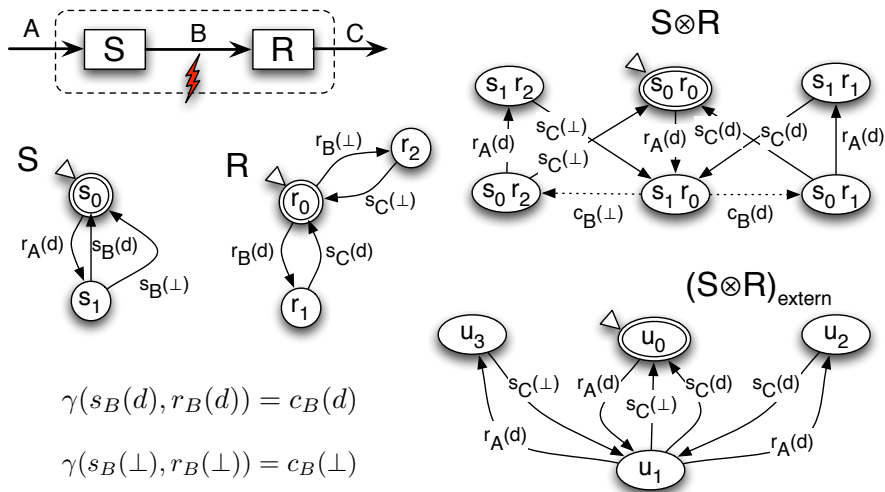 A
S
B
R
C
S
s0
rA(d)
sB(d)
sB(⊥)
s1
R
r0
rB(⊥)
r2
sC(⊥)
rB(d)
sC(d)
r1
γ(sB(d), rB(d)) = cB(d)
γ(sB(⊥), rB(⊥)) = cB(⊥)
S⊗R
s1 r2
s0 r0
s1 r1
sC(⊥)
rA(d)
sC(⊥)
rA(d)
sC(d)
sC(d)
rA(d)
s0 r2
s1 r0
s0 r1
cB(⊥)
cB(d)
(S⊗R)extern
u3
u0
u2
sC(⊥)
rA(d)
sC(d)
sC(d)
sC(⊥)
rA(d)
rA(d)
u1